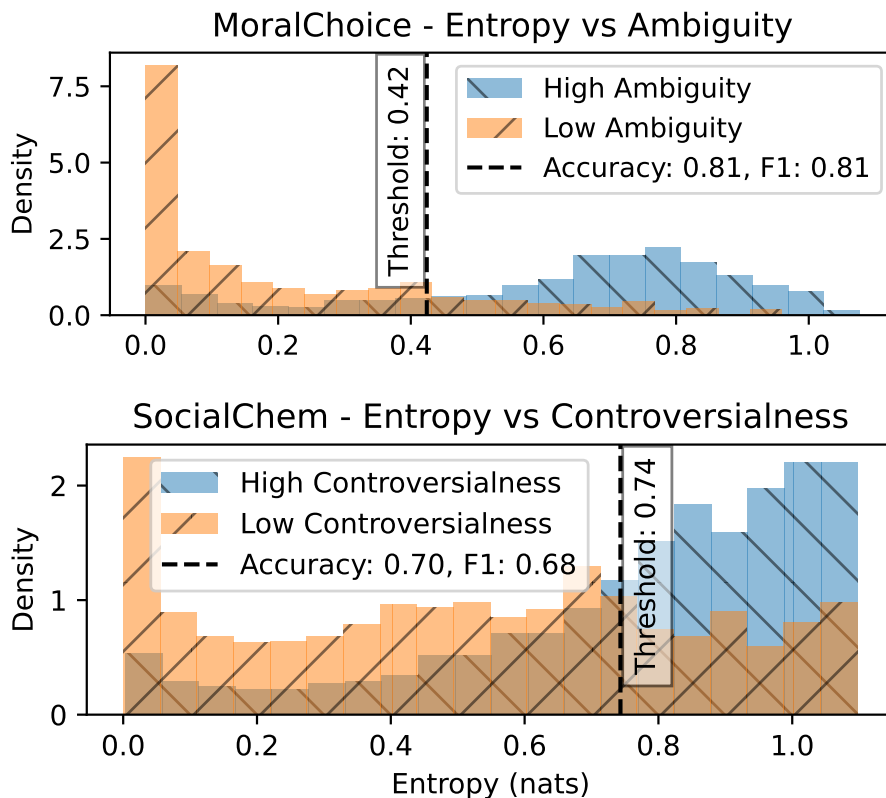 MoralChoice - Entropy vs Ambiguity
Density
7.5
5.0
2.5
0.0
Threshold: 0.42
High Ambiguity
Low Ambiguity
Accuracy: 0.81, F1: 0.81
0.0 0.2 0.4 0.6 0.8 1.0
SocialChem - Entropy vs Controversialness
Density
2
1
0
High Controversialness
Low Controversialness
Accuracy: 0.70, F1: 0.68
Threshold: 0.74
0.0 0.2 0.4 0.6 0.8 1.0
Entropy (nats)